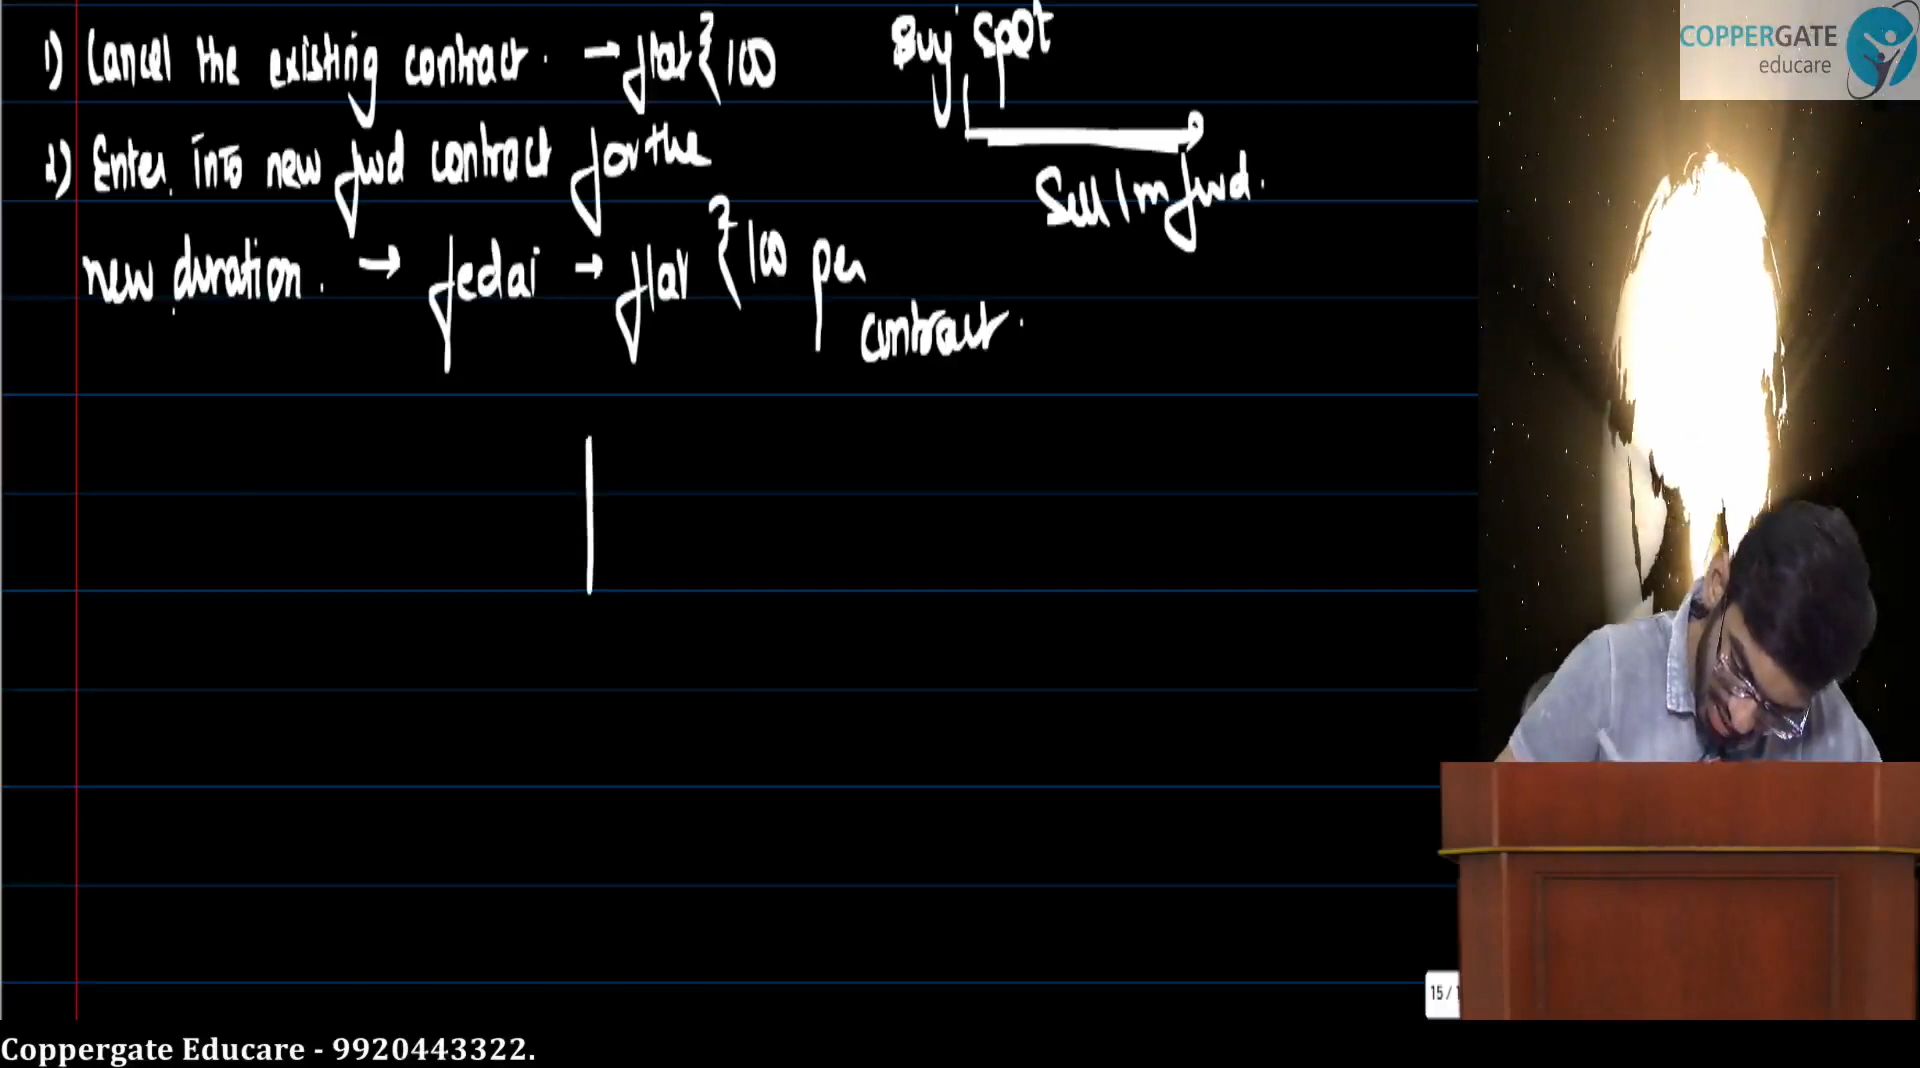 1) Cancel the existing contract. → flat ₹100
2) Enter into new fwd contract for the
new duration. → fedai → flat ₹100 per
contract.
Buy spot
Sell 1m fwd.
COPPERGATE
educare
15/1
Coppergate Educare - 9920443322.